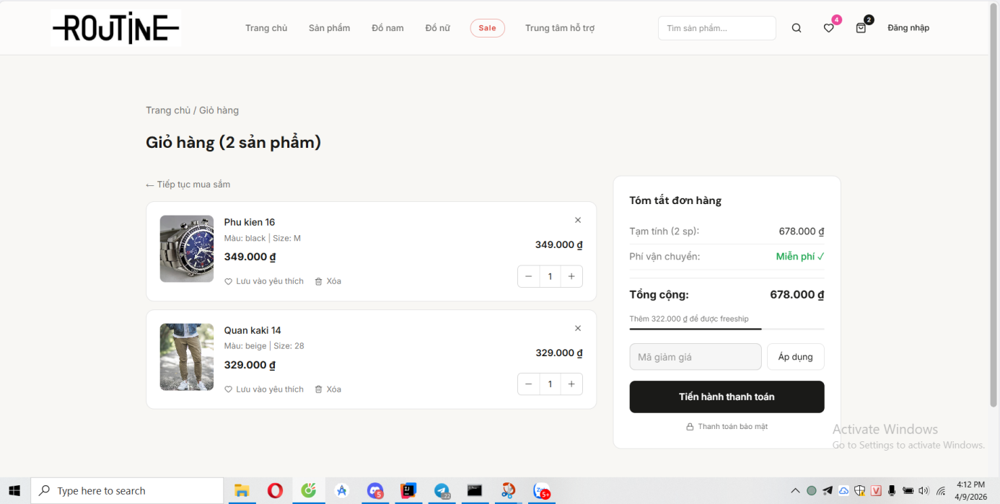 ROUTINE
Trang chủ Sản phẩm Đồ nam Đồ nữ Sale Trung tâm hỗ trợ Tìm sản phẩm... 4 2 Đăng nhập
Trang chủ / Giỏ hàng
Giỏ hàng (2 sản phẩm)
← Tiếp tục mua sắm
Phu kien 16
Màu: black | Size: M
349.000 ₫
349.000 ₫
Lưu vào yêu thích Xóa
− 1 +
Quan kaki 14
Màu: beige | Size: 28
329.000 ₫
329.000 ₫
Lưu vào yêu thích Xóa
− 1 +
Tóm tắt đơn hàng
Tạm tính (2 sp): 678.000 ₫
Phí vận chuyển: Miễn phí ✓
Tổng cộng: 678.000 ₫
Thêm 322.000 ₫ để được freeship
Mã giảm giá Áp dụng
Tiến hành thanh toán
Thanh toán bảo mật
Activate Windows
Go to Settings to activate Windows.
Type here to search
4:12 PM
4/9/2026